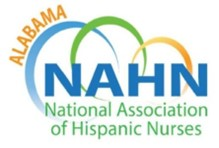 ALABAMA
NAHN
National Association
of Hispanic Nurses